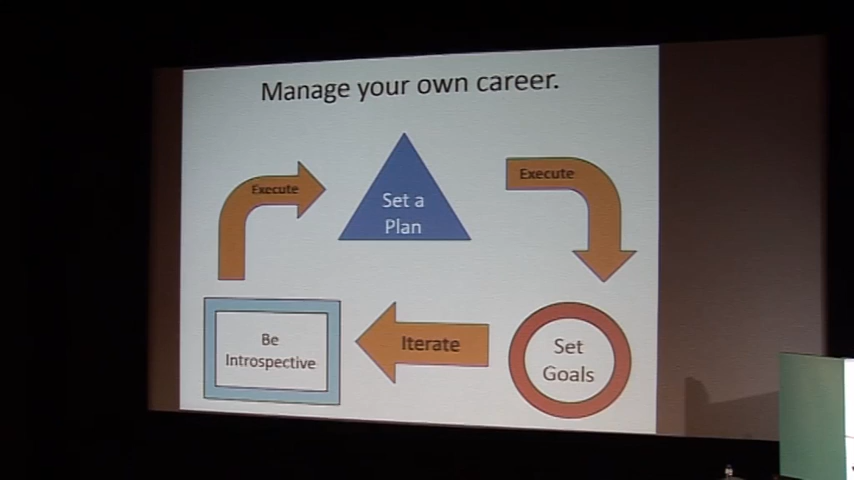 Manage your own career.
Execute
Set a
Plan
Execute
Be
Introspective
Iterate
Set
Goals